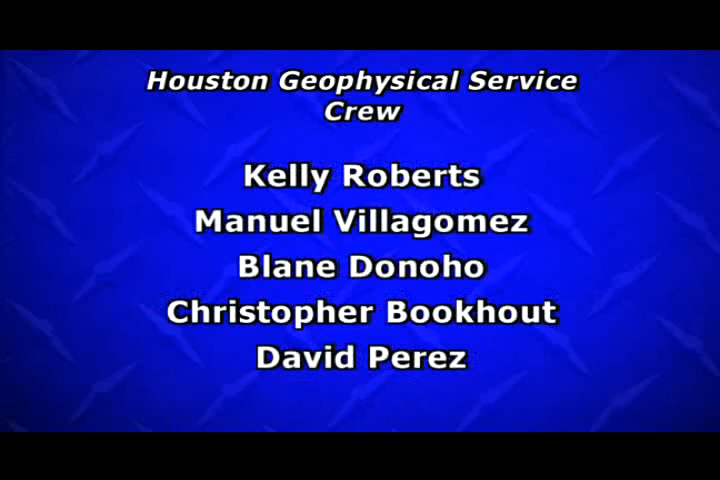 Houston Geophysical Service
Crew
Kelly Roberts
Manuel Villagomez
Blane Donoho
Christopher Bookhout
David Perez